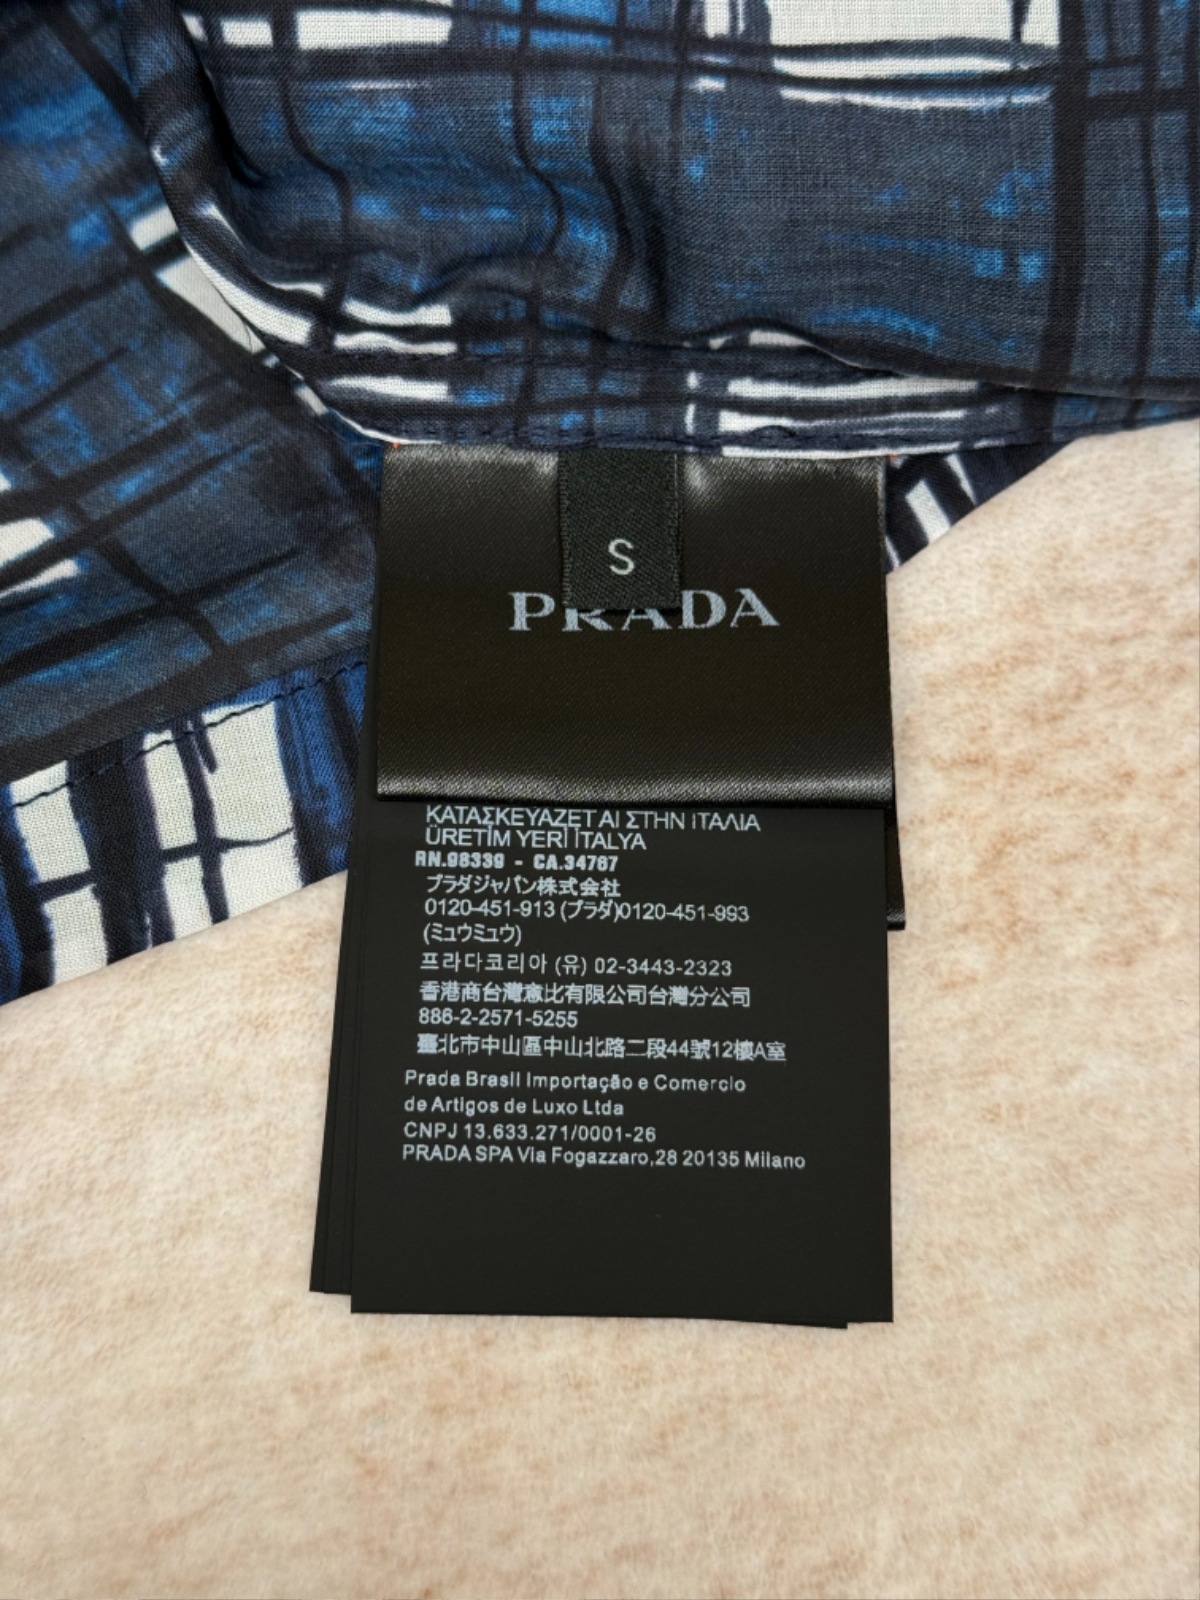 S
PRADA
ΚΑΤΑΣΚΕΥΑΖΕΤ ΑΙ ΣΤΗΝ ΙΤΑΛΙΑ
ÜRETİM YERİ İTALYA
RN.98339 - CA.34767
プラダジャパン株式会社
0120-451-913 (プラダ)0120-451-993
(ミュウミュウ)
프라다코리아 (유) 02-3443-2323
香港商台灣意比有限公司台灣分公司
886-2-2571-5255
臺北市中山區中山北路二段44號12樓A室
Prada Brasil Importação e Comercio
de Artigos de Luxo Ltda
CNPJ 13.633.271/0001-26
PRADA SPA Via Fogazzaro,28 20135 Milano